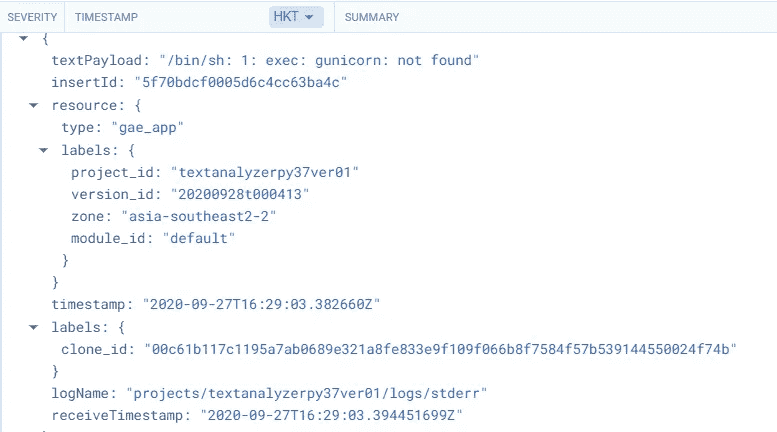 SEVERITY TIMESTAMP HKT SUMMARY
{
textPayload: "/bin/sh: 1: exec: gunicorn: not found"
insertId: "5f70bdcf0005d6c4cc63ba4c"
resource: {
type: "gae_app"
labels: {
project_id: "textanalyzerpy37ver01"
version_id: "20200928t000413"
zone: "asia-southeast2-2"
module_id: "default"
}
}
timestamp: "2020-09-27T16:29:03.382660Z"
labels: {
clone_id: "00c61b117c1195a7ab0689e321a8fe833e9f109f066b8f7584f57b539144550024f74b"
}
logName: "projects/textanalyzerpy37ver01/logs/stderr"
receiveTimestamp: "2020-09-27T16:29:03.394451699Z"